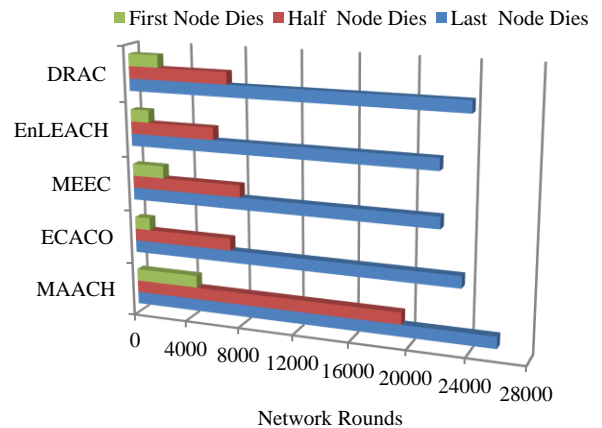 First Node Dies Half Node Dies Last Node Dies
DRAC
EnLEACH
MEEC
ECACO
MAACH
0 4000 8000 12000 16000 20000 24000 28000
Network Rounds